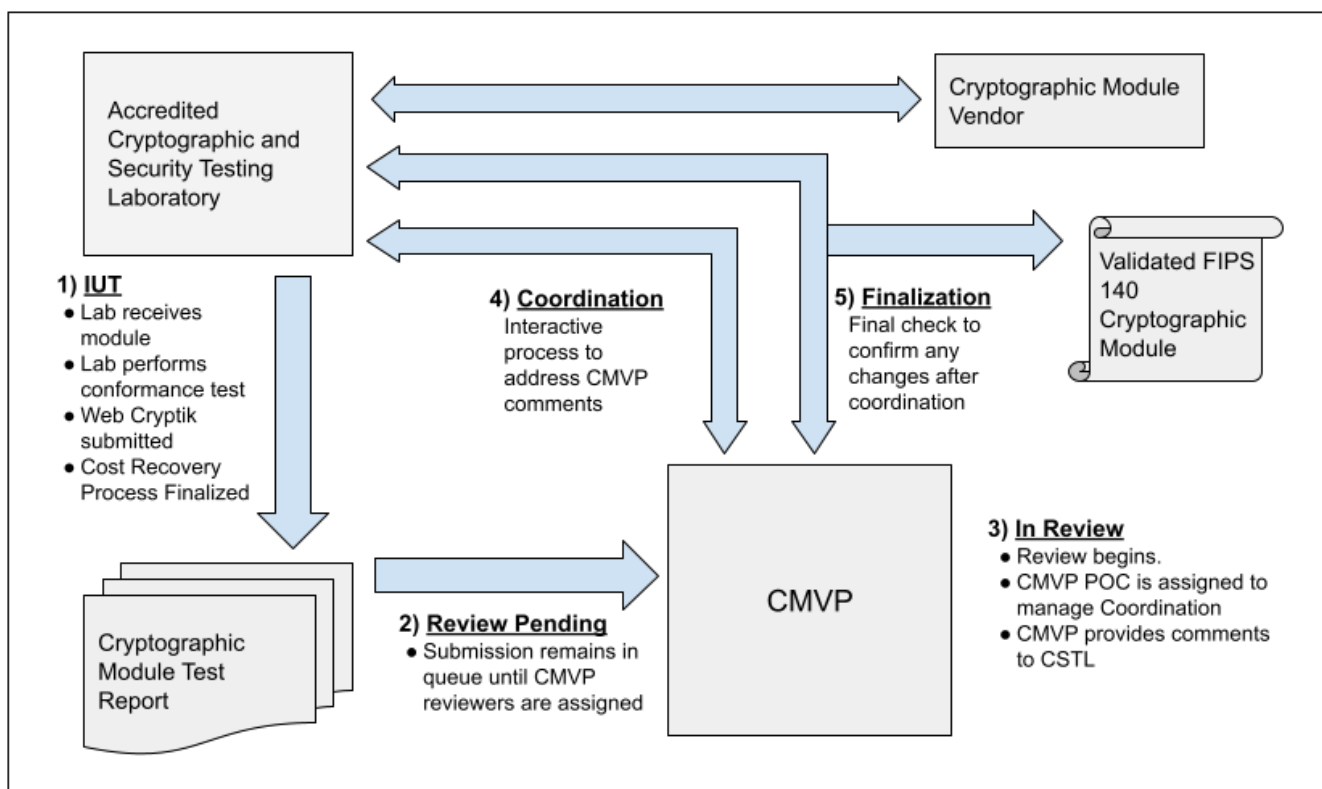 Accredited
Cryptographic and
Security Testing
Laboratory
Cryptographic Module
Vendor
Validated FIPS
140
Cryptographic
Module
1) IUT
● Lab receives
module
● Lab performs
conformance test
● Web Cryptik
submitted
● Cost Recovery
Process Finalized
4) Coordination
Interactive
process to
address CMVP
comments
5) Finalization
Final check to
confirm any
changes after
coordination
Cryptographic
Module Test
Report
2) Review Pending
● Submission remains in
queue until CMVP
reviewers are assigned
CMVP
3) In Review
● Review begins.
● CMVP POC is assigned to
manage Coordination
● CMVP provides comments
to CSTL